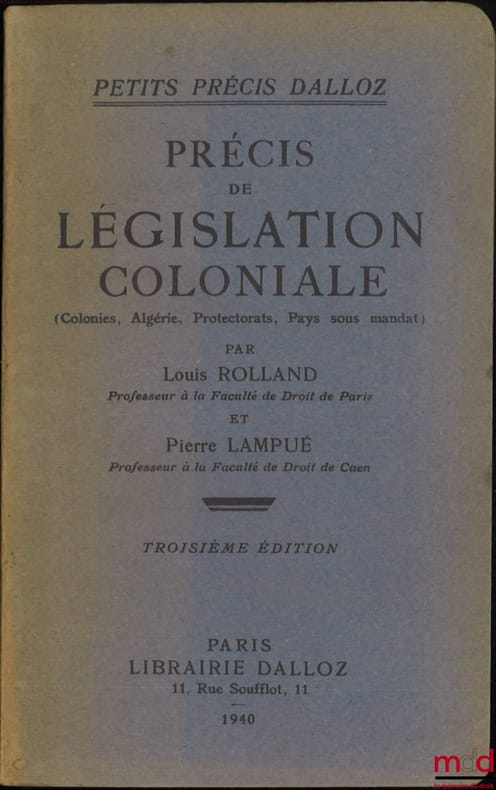 PETITS PRÉCIS DALLOZ
PRÉCIS
DE
LÉGISLATION
COLONIALE
(Colonies, Algérie, Protectorats, Pays sous mandat)
PAR
Louis ROLLAND
Professeur à la Faculté de Droit de Paris
ET
Pierre LAMPUÉ
Professeur à la Faculté de Droit de Caen
TROISIÈME ÉDITION
PARIS
LIBRAIRIE DALLOZ
11, Rue Soufflot, 11
1940
mdd